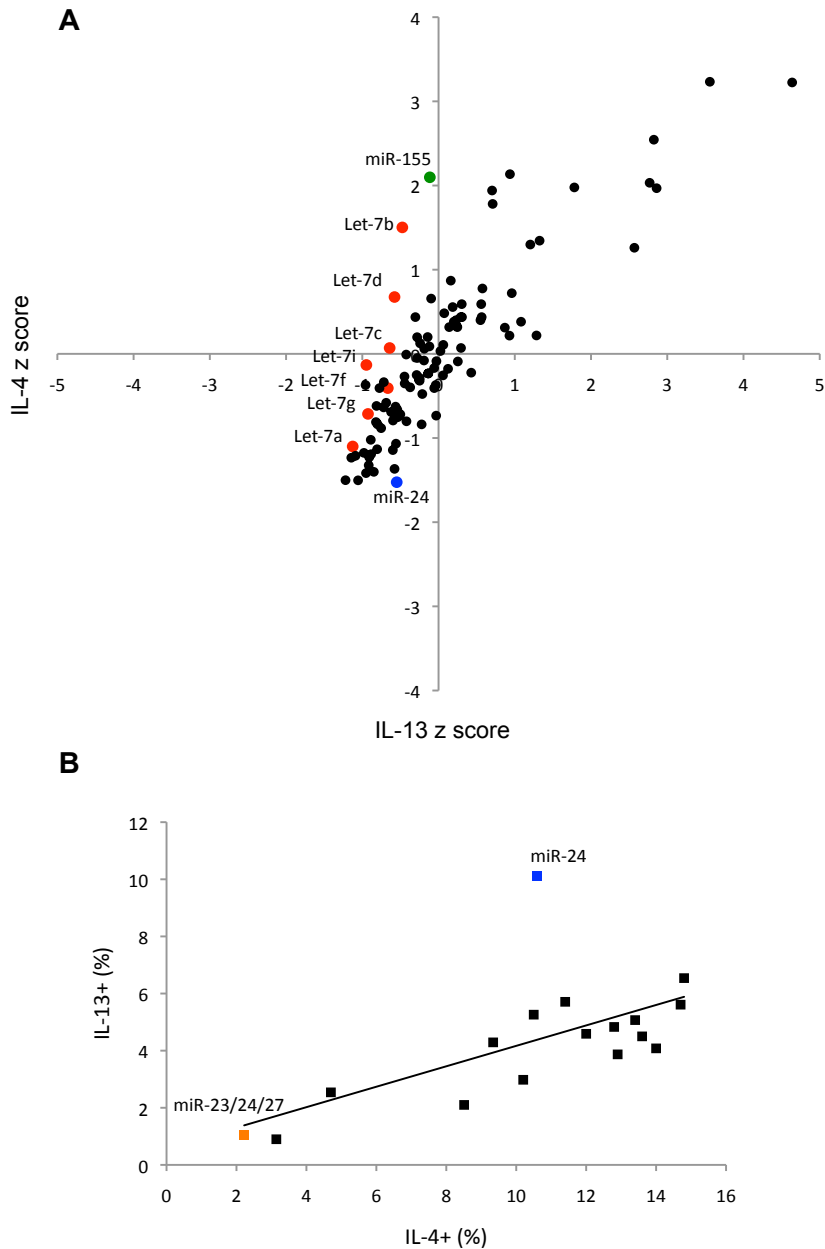 A
4
3
miR-155
2
Let-7b
1
Let-7d
Let-7c
Let-7i
0
-5 -4 -3 -2 -1 0 1 2 3 4 5
Let-7f
Let-7g
Let-7a
-1
miR-24
-2
-3
-4
IL-4 z score
IL-13 z score
B
12
miR-24
10
8
6
4
miR-23/24/27
2
0
0 2 4 6 8 10 12 14 16
IL-13+ (%)
IL-4+ (%)